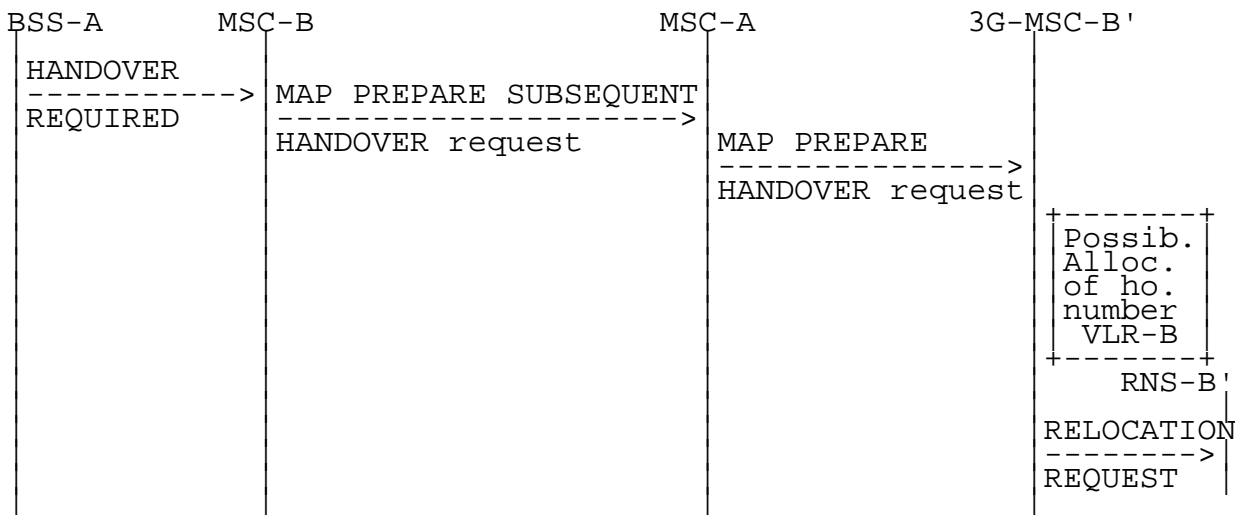 BSS-A MSC-B MSC-A 3G-MSC-B'
HANDOVER
REQUIRED
MAP PREPARE SUBSEQUENT
HANDOVER request
MAP PREPARE
HANDOVER request
Possib.
Alloc.
of ho.
number
VLR-B
RNS-B'
RELOCATION
REQUEST